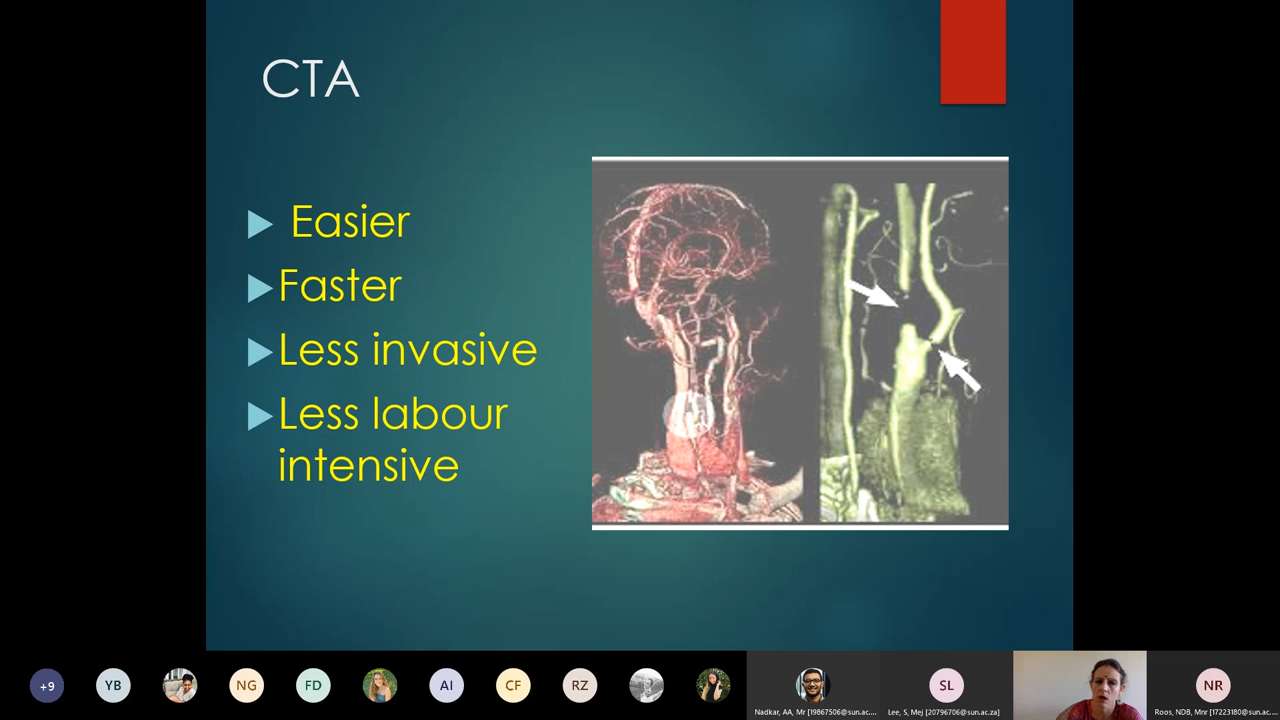 CTA
Easier
Faster
Less invasive
Less labour
intensive
+9
YB
NG
FD
AI
CF
RZ
SL
NR
Nadkar, AA, Mr [19867506@sun.ac....
Lee, S, Mej [20796706@sun.ac.za]
Roos, NDB, Mnr [17223180@sun.ac....